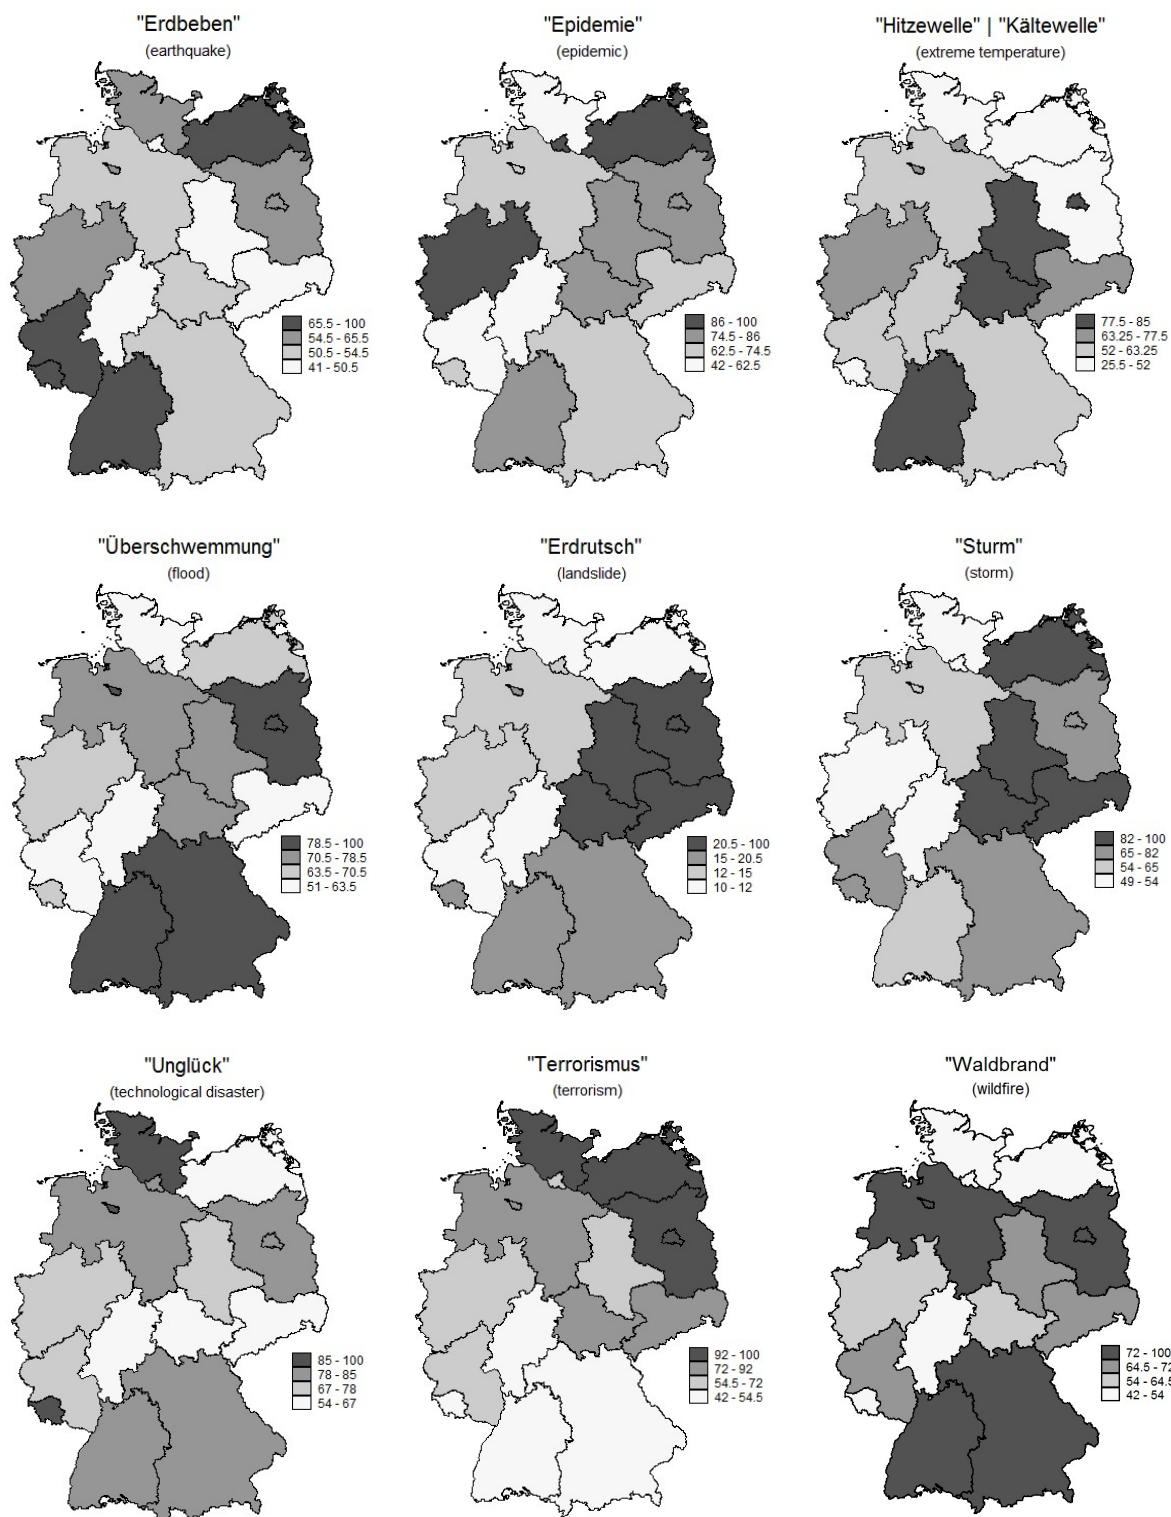 "Erdbeben"
(earthquake)
65.5 - 100
54.5 - 65.5
50.5 - 54.5
41 - 50.5
"Epidemie"
(epidemic)
86 - 100
74.5 - 86
62.5 - 74.5
42 - 62.5
"Hitzewelle" | "Kältewelle"
(extreme temperature)
77.5 - 85
63.25 - 77.5
52 - 63.25
25.5 - 52
"Überschwemmung"
(flood)
78.5 - 100
70.5 - 78.5
63.5 - 70.5
51 - 63.5
"Erdrutsch"
(landslide)
20.5 - 100
15 - 20.5
12 - 15
10 - 12
"Sturm"
(storm)
82 - 100
65 - 82
54 - 65
49 - 54
"Unglück"
(technological disaster)
85 - 100
78 - 85
67 - 78
54 - 67
"Terrorismus"
(terrorism)
92 - 100
72 - 92
54.5 - 72
42 - 54.5
"Waldbrand"
(wildfire)
72 - 100
64.5 - 72
54 - 64.5
42 - 54